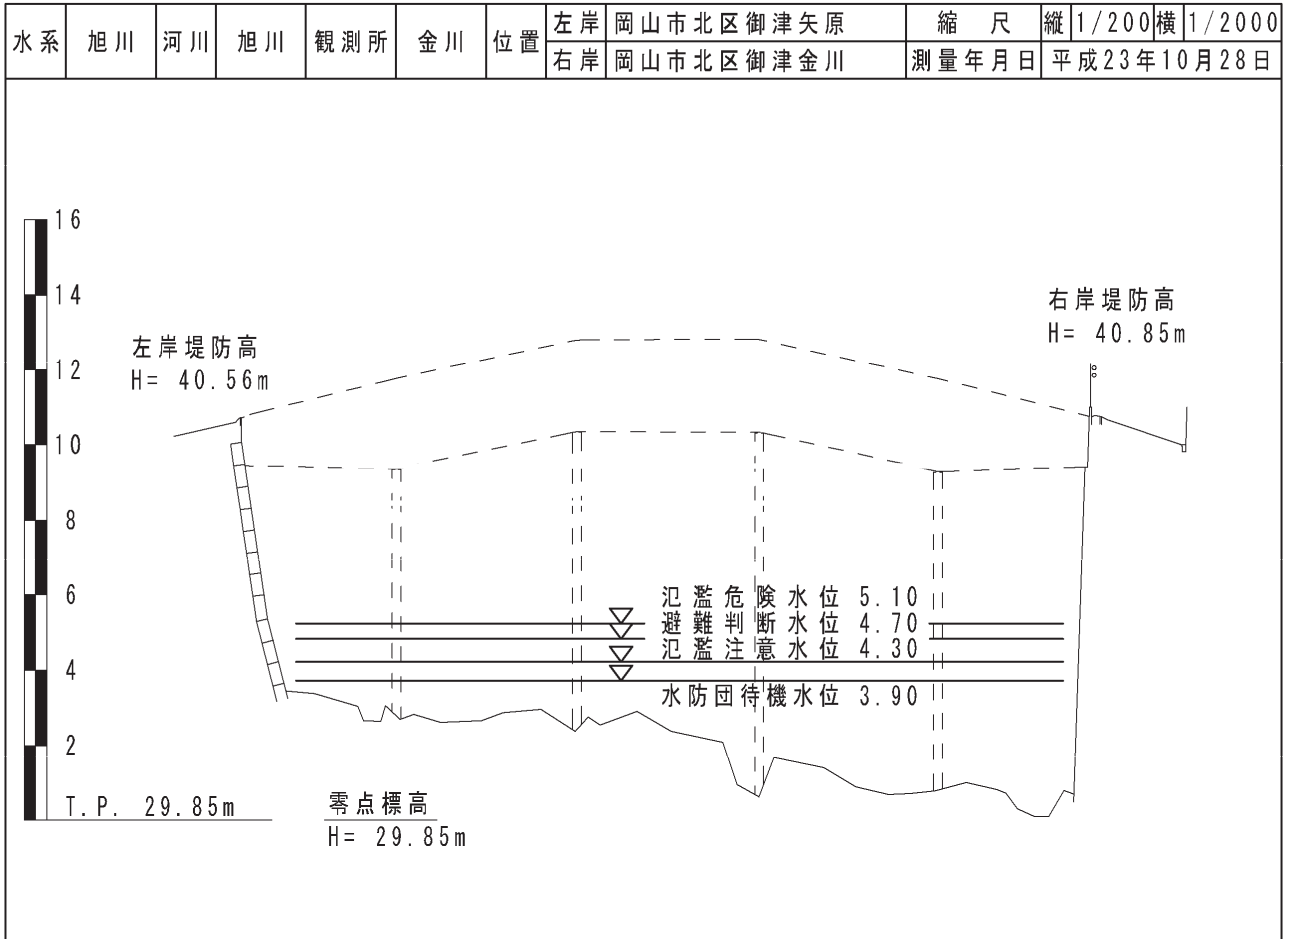 水系 旭川 河川 旭川 観測所 金川 位置 左岸 岡山市北区御津矢原 縮尺 縦 1/200 横 1/2000
右岸 岡山市北区御津金川 測量年月日 平成23年10月28日
16
14
右岸堤防高
H= 40.85m
左岸堤防高
12
H= 40.56m
10
8
6
氾濫危険水位 5.10
避難判断水位 4.70
氾濫注意水位 4.30
4
水防団待機水位 3.90
2
T.P. 29.85m
零点標高
H= 29.85m